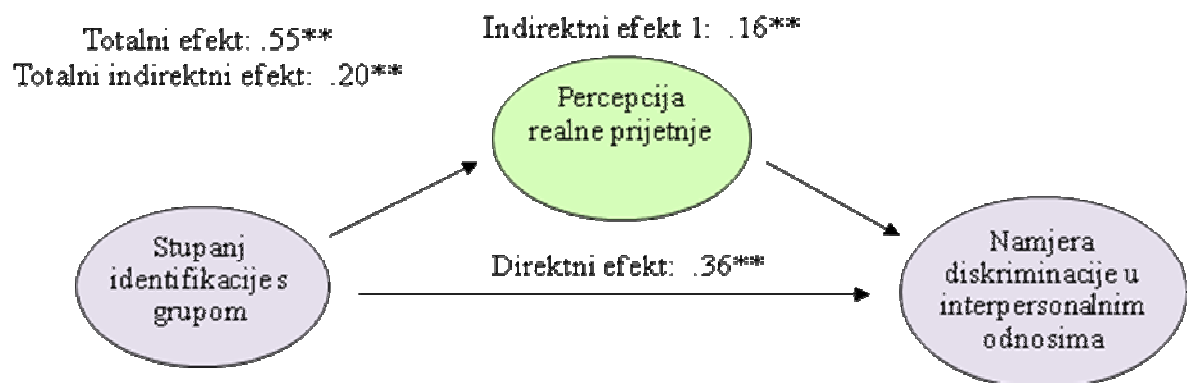 Totalni efekt: .55**
Totalni indirektni efekt: .20**
Indirektni efekt 1: .16**
Percepcija
realne prijetnje
Stupanj
identifikacije s
grupom
Direktni efekt: .36**
Namjera
diskriminacije u
interpersonalnim
odnosima